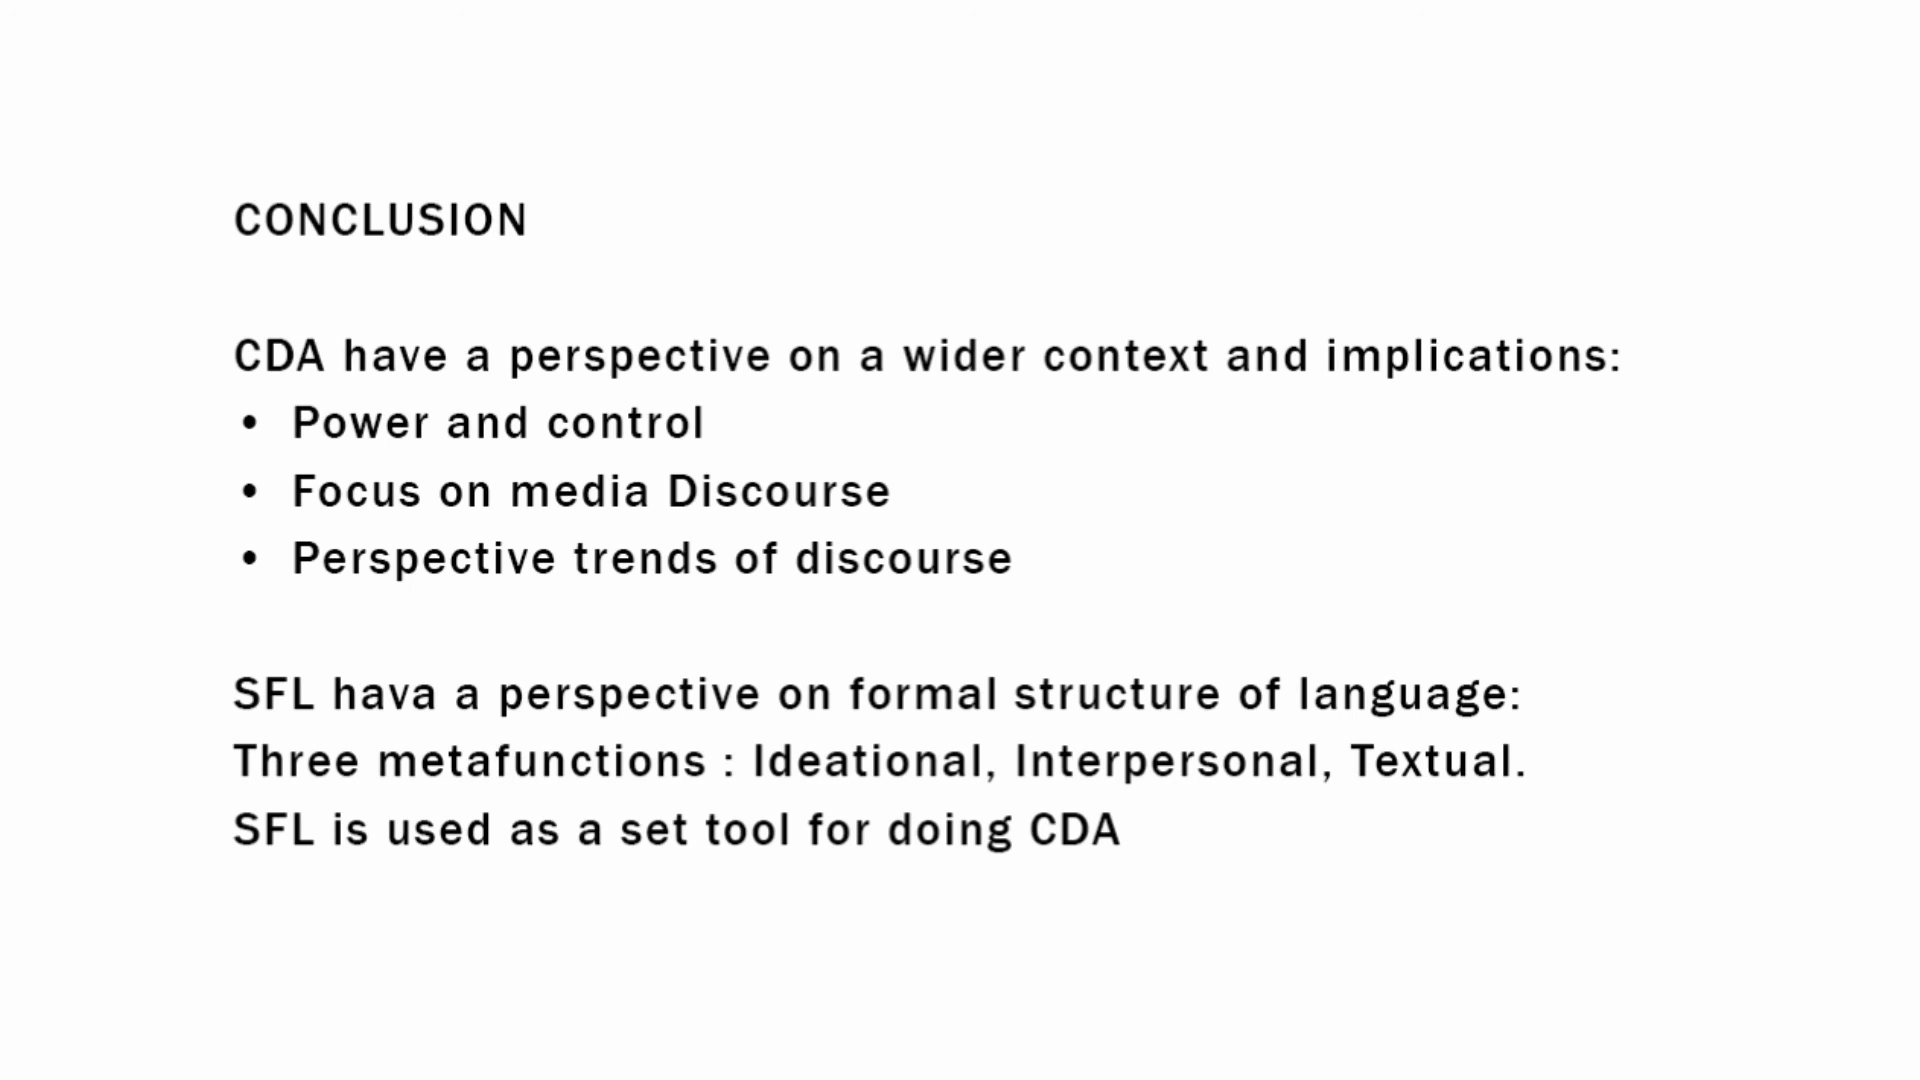 CONCLUSION
CDA have a perspective on a wider context and implications:
• Power and control
• Focus on media Discourse
• Perspective trends of discourse
SFL hava a perspective on formal structure of language:
Three metafunctions : Ideational, Interpersonal, Textual.
SFL is used as a set tool for doing CDA